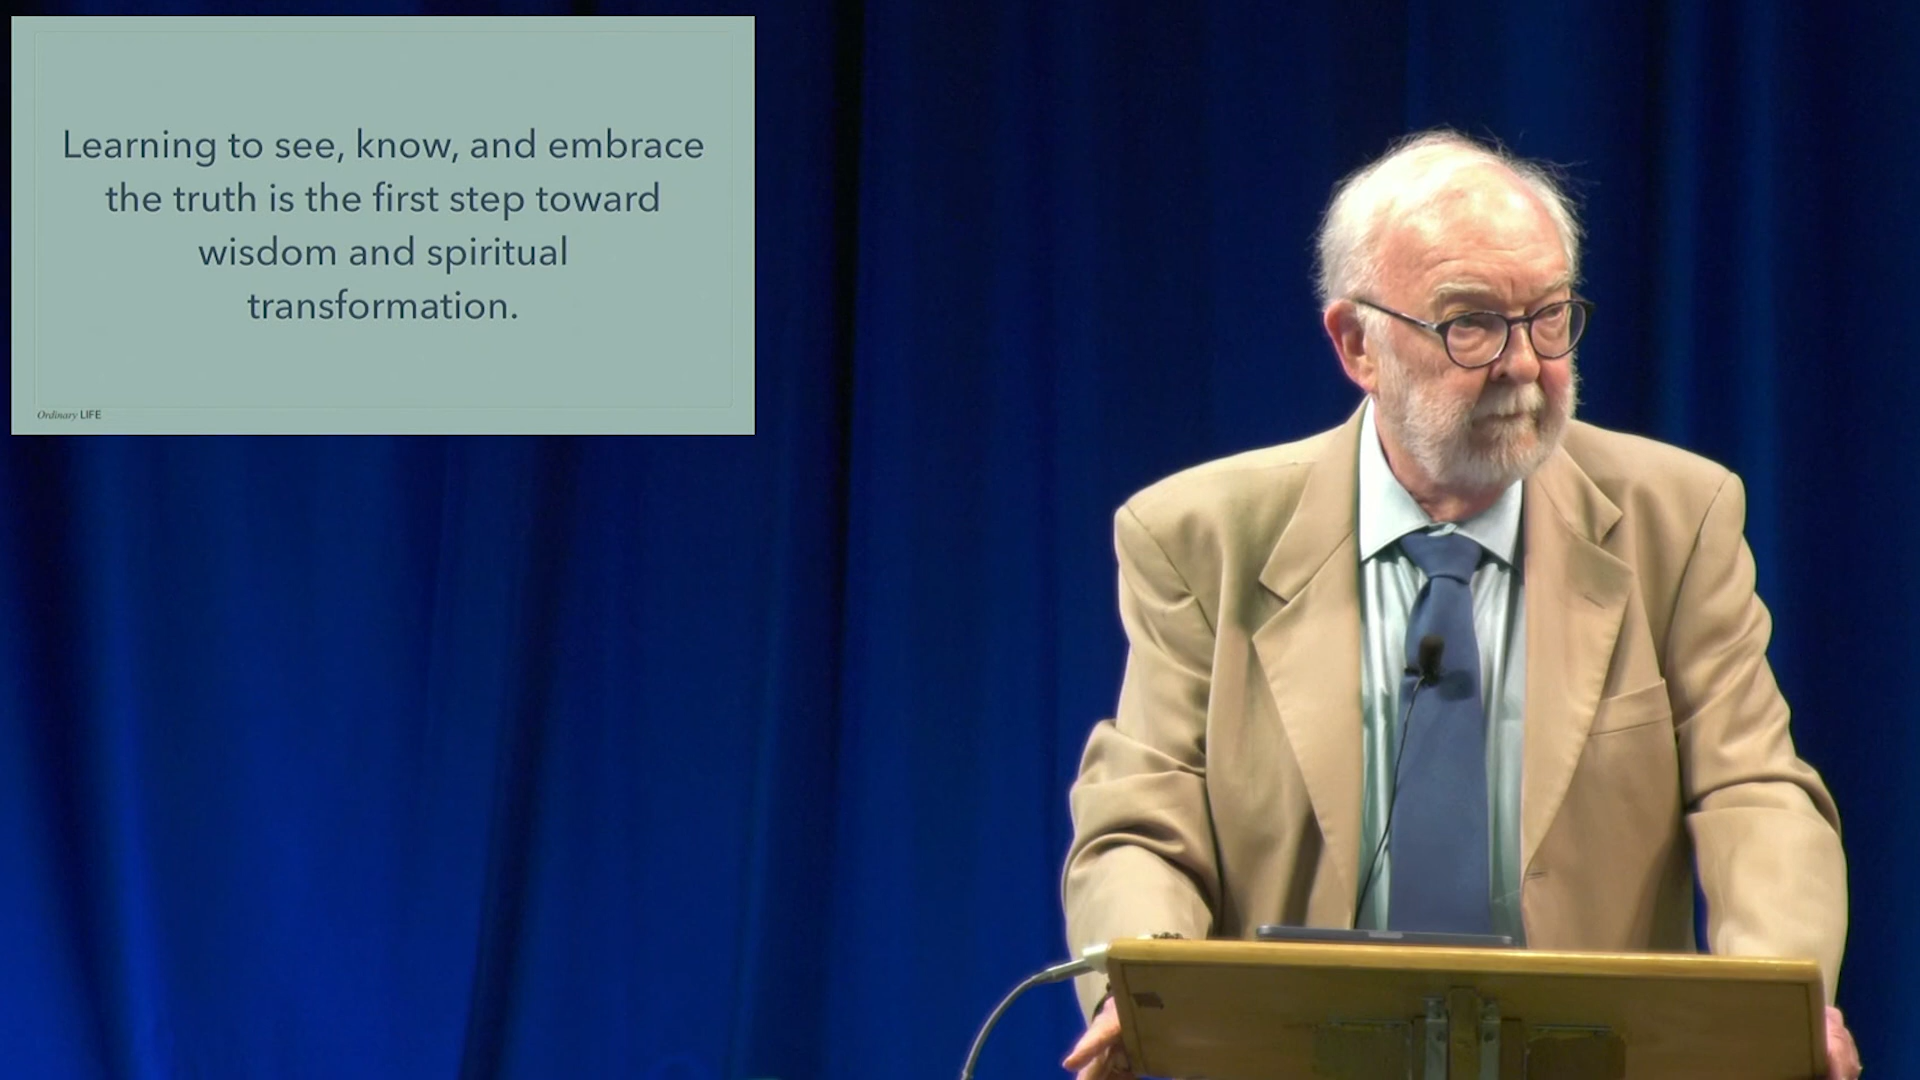 Learning to see, know, and embrace
the truth is the first step toward
wisdom and spiritual
transformation.
Ordinary LIFE